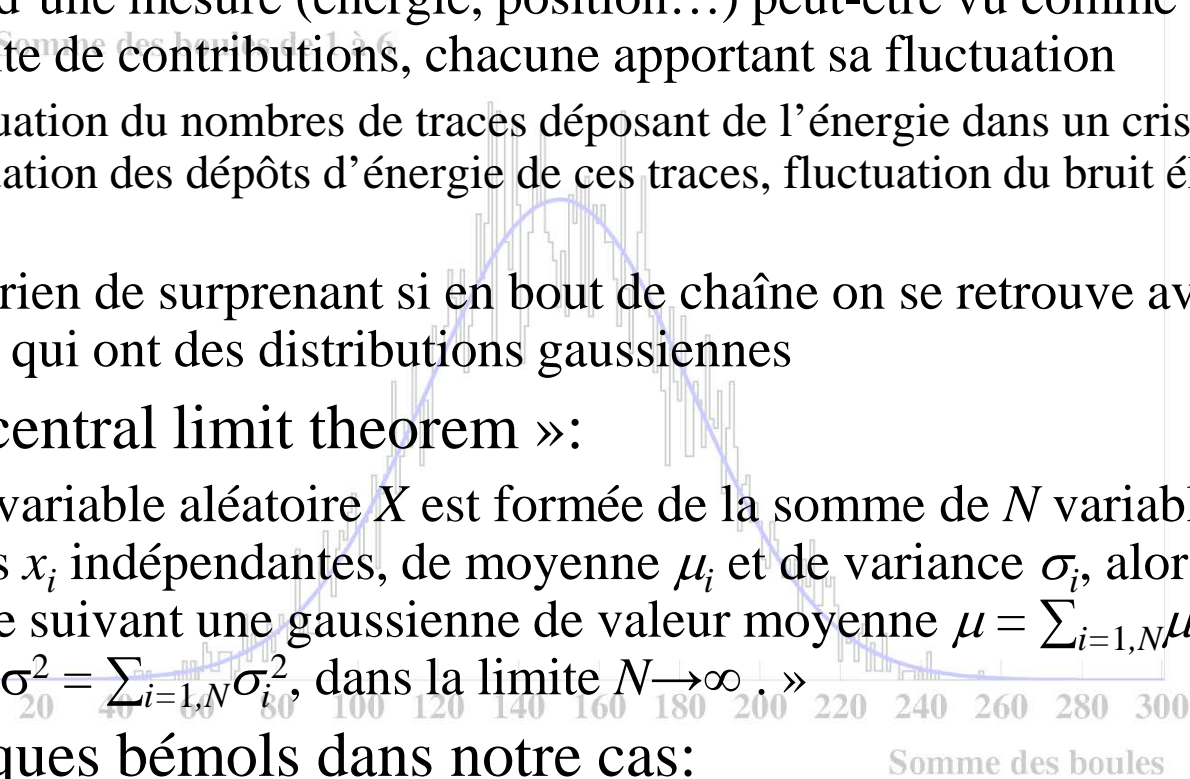 d'une mesure (énergie, position…) peut-être vu comme
Somme des boules de 1 à 6
te de contributions, chacune apportant sa fluctuation
uation du nombres de traces déposant de l'énergie dans un cris
ation des dépôts d'énergie de ces traces, fluctuation du bruit él
rien de surprenant si en bout de chaîne on se retrouve av
qui ont des distributions gaussiennes
central limit theorem »:
variable aléatoire X est formée de la somme de N variabl
s xᵢ indépendantes, de moyenne μᵢ et de variance σᵢ, alor
e suivant une gaussienne de valeur moyenne μ = ∑ᵢ₌₁,ₙμ
σ² = ∑ᵢ₌₁,ₙσᵢ², dans la limite N→∞ . »
20 40 60 80 100 120 140 160 180 200 220 240 260 280 300
ques bémols dans notre cas:
Somme des boules